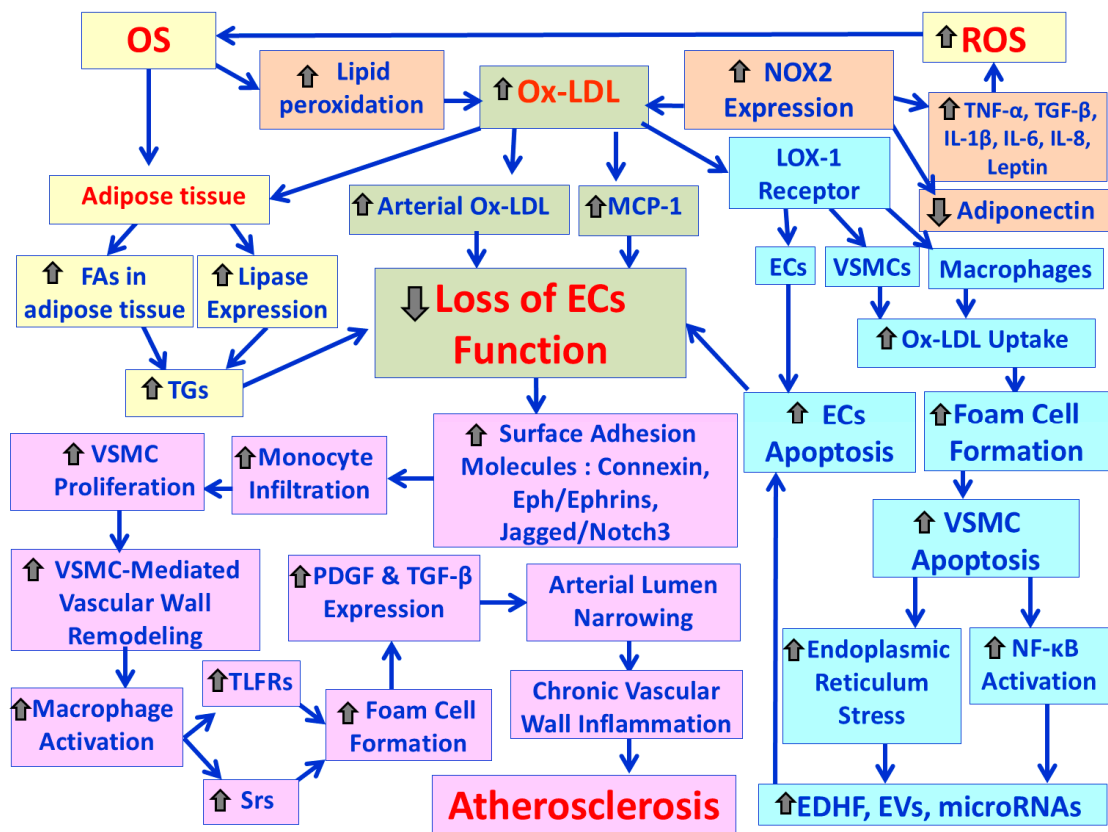 OS
ROS
Lipid
peroxidation
Ox-LDL
NOX2
Expression
TNF-α, TGF-β,
IL-1β, IL-6, IL-8,
Leptin
Adipose tissue
Arterial Ox-LDL
MCP-1
LOX-1
Receptor
Adiponectin
FAs in
adipose tissue
Lipase
Expression
Loss of ECs
Function
ECs
VSMCs
Macrophages
Ox-LDL Uptake
TGs
ECs
Apoptosis
Foam Cell
Formation
VSMC
Proliferation
Monocyte
Infiltration
Surface Adhesion
Molecules : Connexin,
Eph/Ephrins,
Jagged/Notch3
VSMC
Apoptosis
VSMC-Mediated
Vascular Wall
Remodeling
PDGF & TGF-β
Expression
Arterial Lumen
Narrowing
Endoplasmic
Reticulum
Stress
NF-κB
Activation
Macrophage
Activation
TLFRs
Srs
Foam Cell
Formation
Chronic Vascular
Wall Inflammation
Atherosclerosis
EDHF, EVs, microRNAs